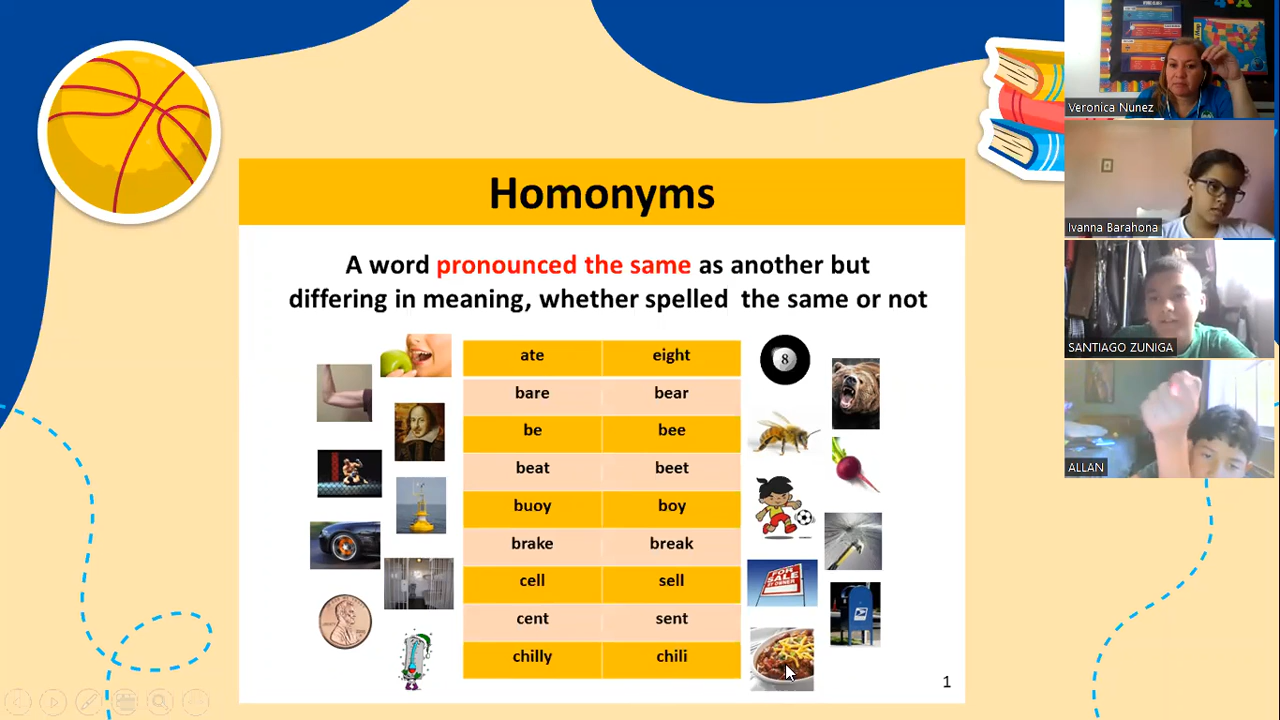 Homonyms
A word pronounced the same as another but
differing in meaning, whether spelled the same or not
ate eight
bare bear
be bee
beat beet
buoy boy
brake break
cell sell
cent sent
chilly chili
8
FOR
SALE
BY OWNER
1
Veronica Nunez
Ivanna Barahona
SANTIAGO ZUNIGA
ALLAN